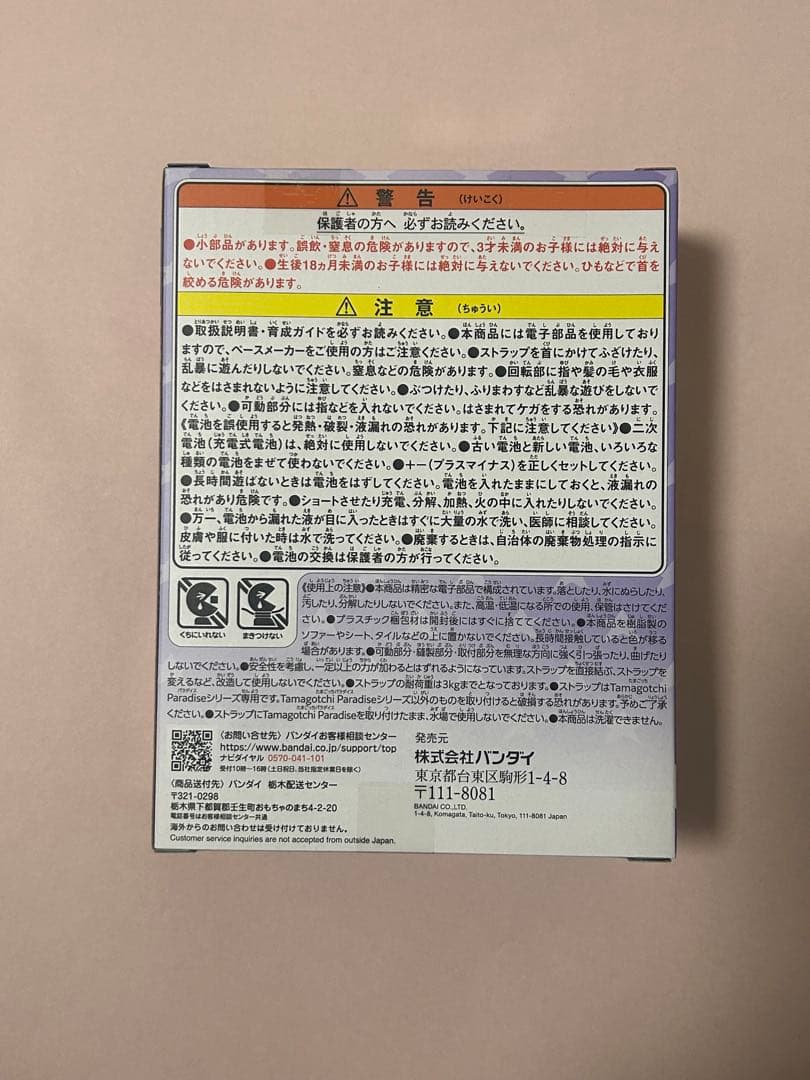 ⚠ 警告 (けいこく)
保護者の方へ 必ずお読みください。
●小部品があります。誤飲・窒息の危険がありますので、3才未満のお子様には絶対に与え
ないでください。●生後18ヵ月未満のお子様には絶対に与えないでください。ひもなどで首を
絞める危険があります。
⚠ 注意 (ちゅうい)
●取扱説明書・育成ガイドを必ずお読みください。●本商品には電子部品を使用しており
ますので、ペースメーカーをご使用の方はご注意ください。●ストラップを首にかけてふざけたり、
乱暴に遊んだりしないでください。窒息などの危険があります。●回転部に指や髪の毛や衣服
などをはさまれないように注意してください。●ぶつけたり、ふりまわすなど乱暴な遊びをしないで
ください。●可動部分には指などを入れないでください。はさまれてケガをする恐れがあります。
《電池を誤使用すると発熱・破裂・液漏れの恐れがあります。下記に注意してください》●二次
電池(充電式電池)は、絶対に使用しないでください。●古い電池と新しい電池、いろいろな
種類の電池をまぜて使わないでください。●+−(プラスマイナス)を正しくセットしてください。
●長時間遊ばないときは電池をはずしてください。電池を入れたままにしておくと、液漏れの
恐れがあり危険です。●ショートさせたり充電、分解、加熱、火の中に入れたりしないでください。
●万一、電池から漏れた液が目に入ったときはすぐに大量の水で洗い、医師に相談してください。
皮膚や服に付いた時は水で洗ってください。●廃棄するときは、自治体の廃棄物処理の指示に
従ってください。●電池の交換は保護者の方が行ってください。
くちにいれない
まきつけない
《使用上の注意》●本商品は精密な電子部品で構成されています。落としたり、水にぬらしたり、
汚したり、分解したりしないでください。また、高温・低温になる所での使用、保管はさけてくだ
さい。●プラスチック梱包材は開封後にはすぐに捨ててください。●本商品を樹脂製の
ソファーやシート、タイルなどの上に置かないでください。長時間接触していると色が移る
場合があります。●可動部分・縫製部分・取付部分を無理な方向に強く引っ張ったり、曲げたり
しないでください。●安全性を考慮し、一定以上の力が加わるとはずれるようになっています。ストラップを直接結ぶ、ストラップを
変えるなど、改造して使用しないでください。●ストラップの耐荷重は3kgまでとなっております。●ストラップはTamagotchi
Paradiseシリーズ専用です。Tamagotchi Paradiseシリーズ以外のものを取り付けると破損する恐れがあります。予めご了承
ください。●ストラップにTamagotchi Paradiseを取り付けたまま、水場で使用しないでください。●本商品は洗濯できません。
〈お問い合せ先〉バンダイお客様相談センター
https://www.bandai.co.jp/support/top
ナビダイヤル 0570-041-101
受付10時〜16時(土日祝日、当社指定休業日を除く)
〈商品送付先〉バンダイ 栃木配送センター
〒321-0298
栃木県下都賀郡壬生町おもちゃのまち4-2-20
電話番号はお客様相談センター共通
海外からのお問い合わせは受け付けておりません。
Customer service inquiries are not accepted from outside Japan.
発売元
株式会社バンダイ
東京都台東区駒形1-4-8
〒111-8081
BANDAI CO.,LTD.
1-4-8, Komagata, Taito-ku, Tokyo, 111-8081 Japan